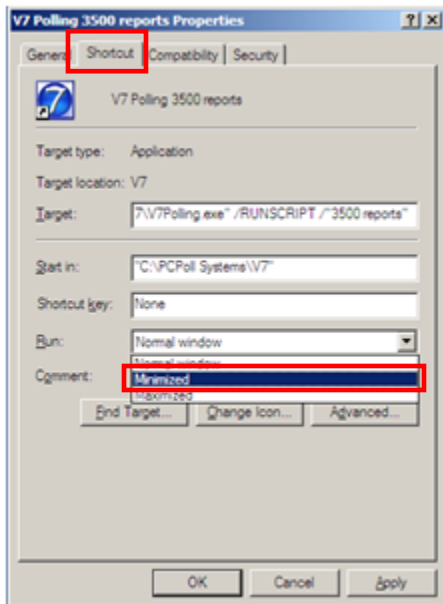 V7 Polling 3500 reports Properties
General Shortcut Compatibility Security
7 V7 Polling 3500 reports
Target type: Application
Target location: V7
Target: 7\V7Polling.exe" /RUNSCRIPT /"3500 reports"
Start in: "C:\PCPoll Systems\V7"
Shortcut key: None
Run: Normal window
Normal window
Comment: Minimized
Maximized
Find Target... Change Icon... Advanced...
OK Cancel Apply